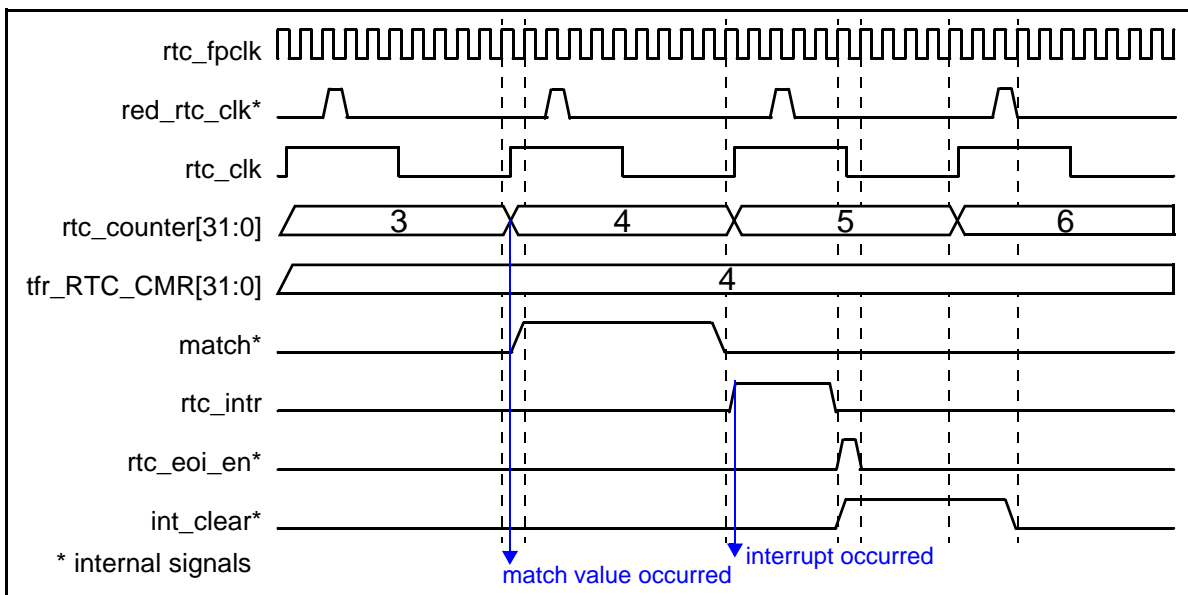 rtc_fpclk
red_rtc_clk*
rtc_clk
rtc_counter[31:0] 3 4 5 6
tfr_RTC_CMR[31:0] 4
match*
rtc_intr
rtc_eoi_en*
int_clear*
* internal signals
match value occurred
interrupt occurred